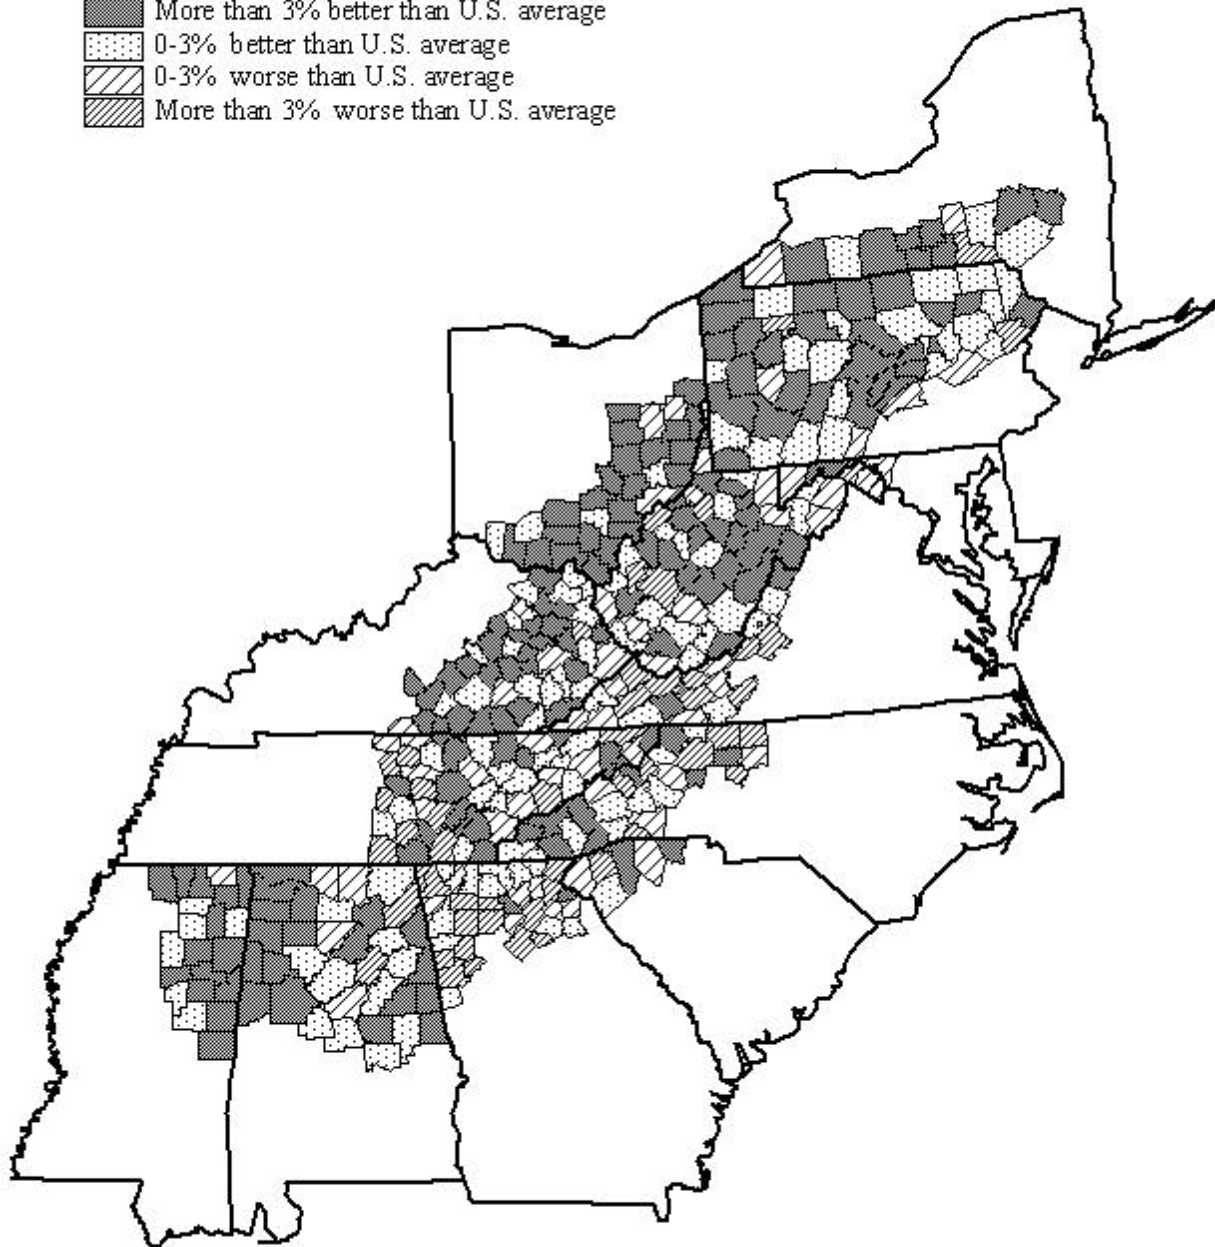 More than 3% better than U.S. average
0-3% better than U.S. average
0-3% worse than U.S. average
More than 3% worse than U.S. average